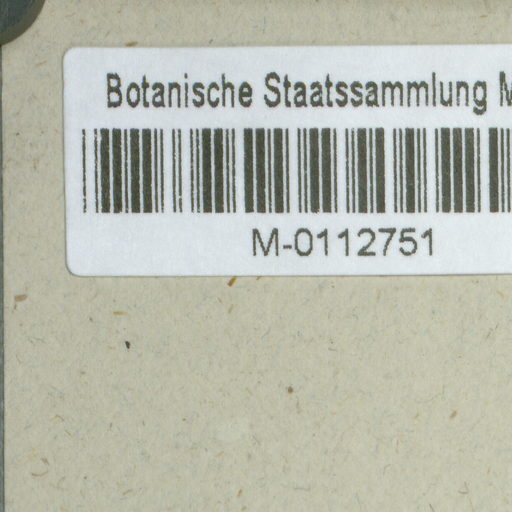 Botanische Staatssammlung M
M-0112751